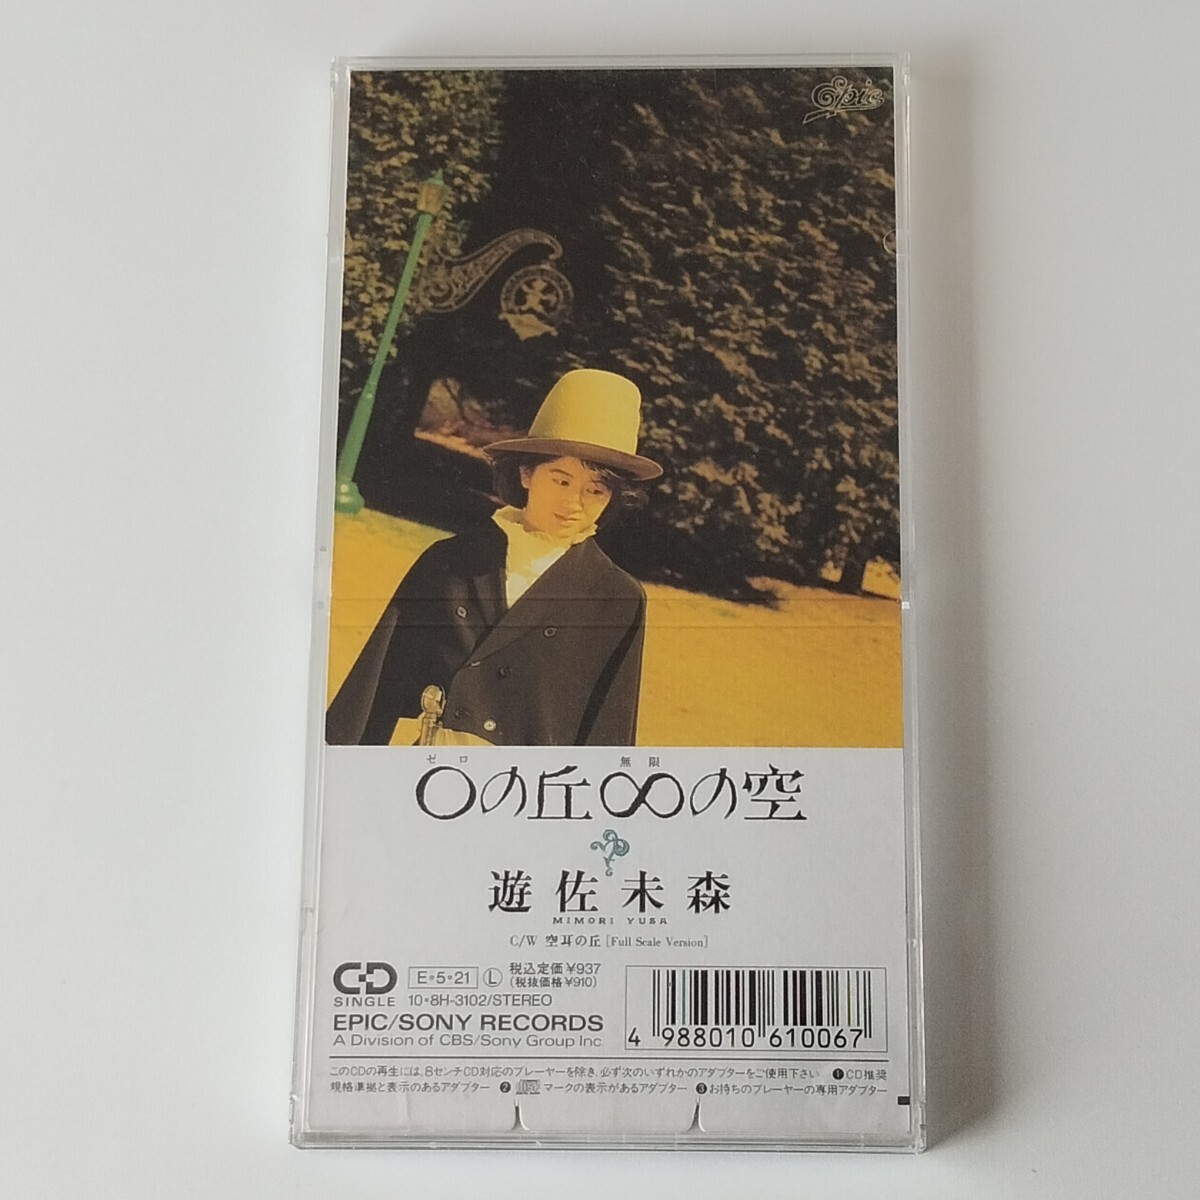 Epic
ゼロ 無限
○の丘∞の空
遊佐未森
MIMORI YUSA
C/W 空耳の丘 [Full Scale Version]
CD SINGLE
E・5・21 Ⓛ 税込定価¥937 (税抜価格¥910)
10・8H-3102/STEREO
EPIC/SONY RECORDS
A Division of CBS/Sony Group Inc.
4 988010 610067
このCDの再生には、8センチCD対応のプレーヤーを除き、必ず次のいずれかのアダプターをご使用下さい ❶CD推奨
規格準拠と表示のあるアダプター ❷ マークの表示があるアダプター ❸お持ちのプレーヤーの専用アダプター